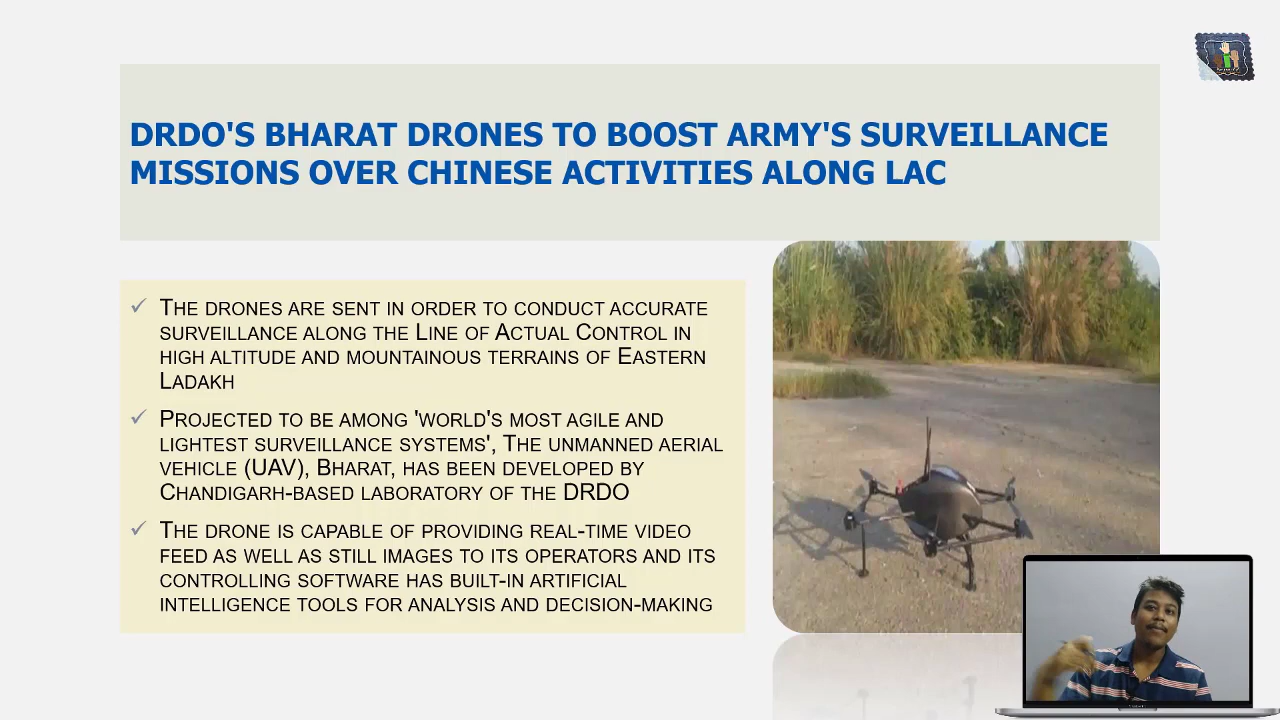 DRDO'S BHARAT DRONES TO BOOST ARMY'S SURVEILLANCE
MISSIONS OVER CHINESE ACTIVITIES ALONG LAC
THE DRONES ARE SENT IN ORDER TO CONDUCT ACCURATE
SURVEILLANCE ALONG THE LINE OF ACTUAL CONTROL IN
HIGH ALTITUDE AND MOUNTAINOUS TERRAINS OF EASTERN
LADAKH
PROJECTED TO BE AMONG 'WORLD'S MOST AGILE AND
LIGHTEST SURVEILLANCE SYSTEMS', THE UNMANNED AERIAL
VEHICLE (UAV), BHARAT, HAS BEEN DEVELOPED BY
CHANDIGARH-BASED LABORATORY OF THE DRDO
THE DRONE IS CAPABLE OF PROVIDING REAL-TIME VIDEO
FEED AS WELL AS STILL IMAGES TO ITS OPERATORS AND ITS
CONTROLLING SOFTWARE HAS BUILT-IN ARTIFICIAL
INTELLIGENCE TOOLS FOR ANALYSIS AND DECISION-MAKING